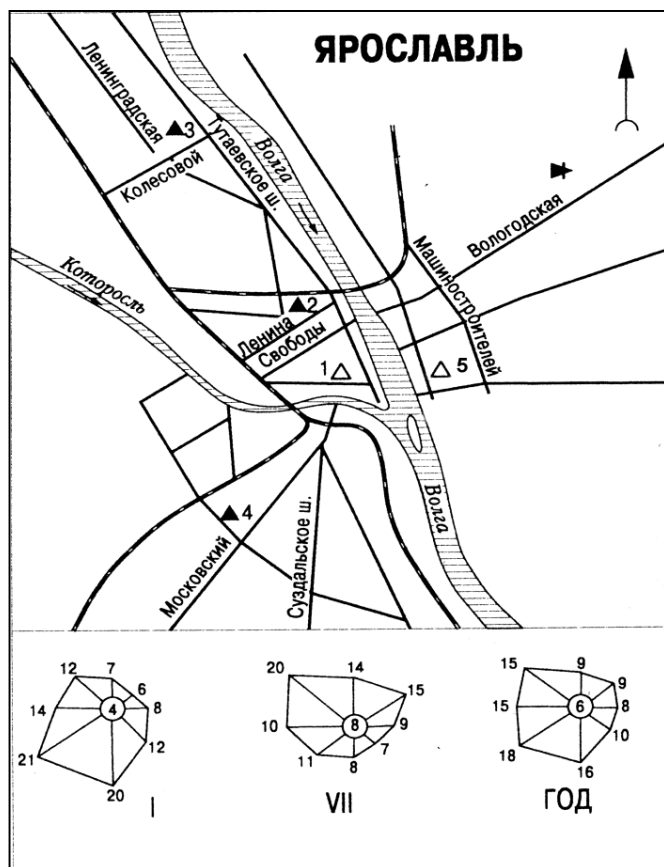 ЯРОСЛАВЛЬ
Ленинградская
3
Тутаевское ш.
Колесовой
Волга
Вологодская
Которосль
Машиностроителей
2
Ленина
Свободы
1
5
Волга
4
Московский
Суздальское ш.
12 7 6 8 12 20 21 14 4
I
20 14 15 9 7 8 11 10 8
VII
15 9 9 8 10 16 18 15 6
ГОД